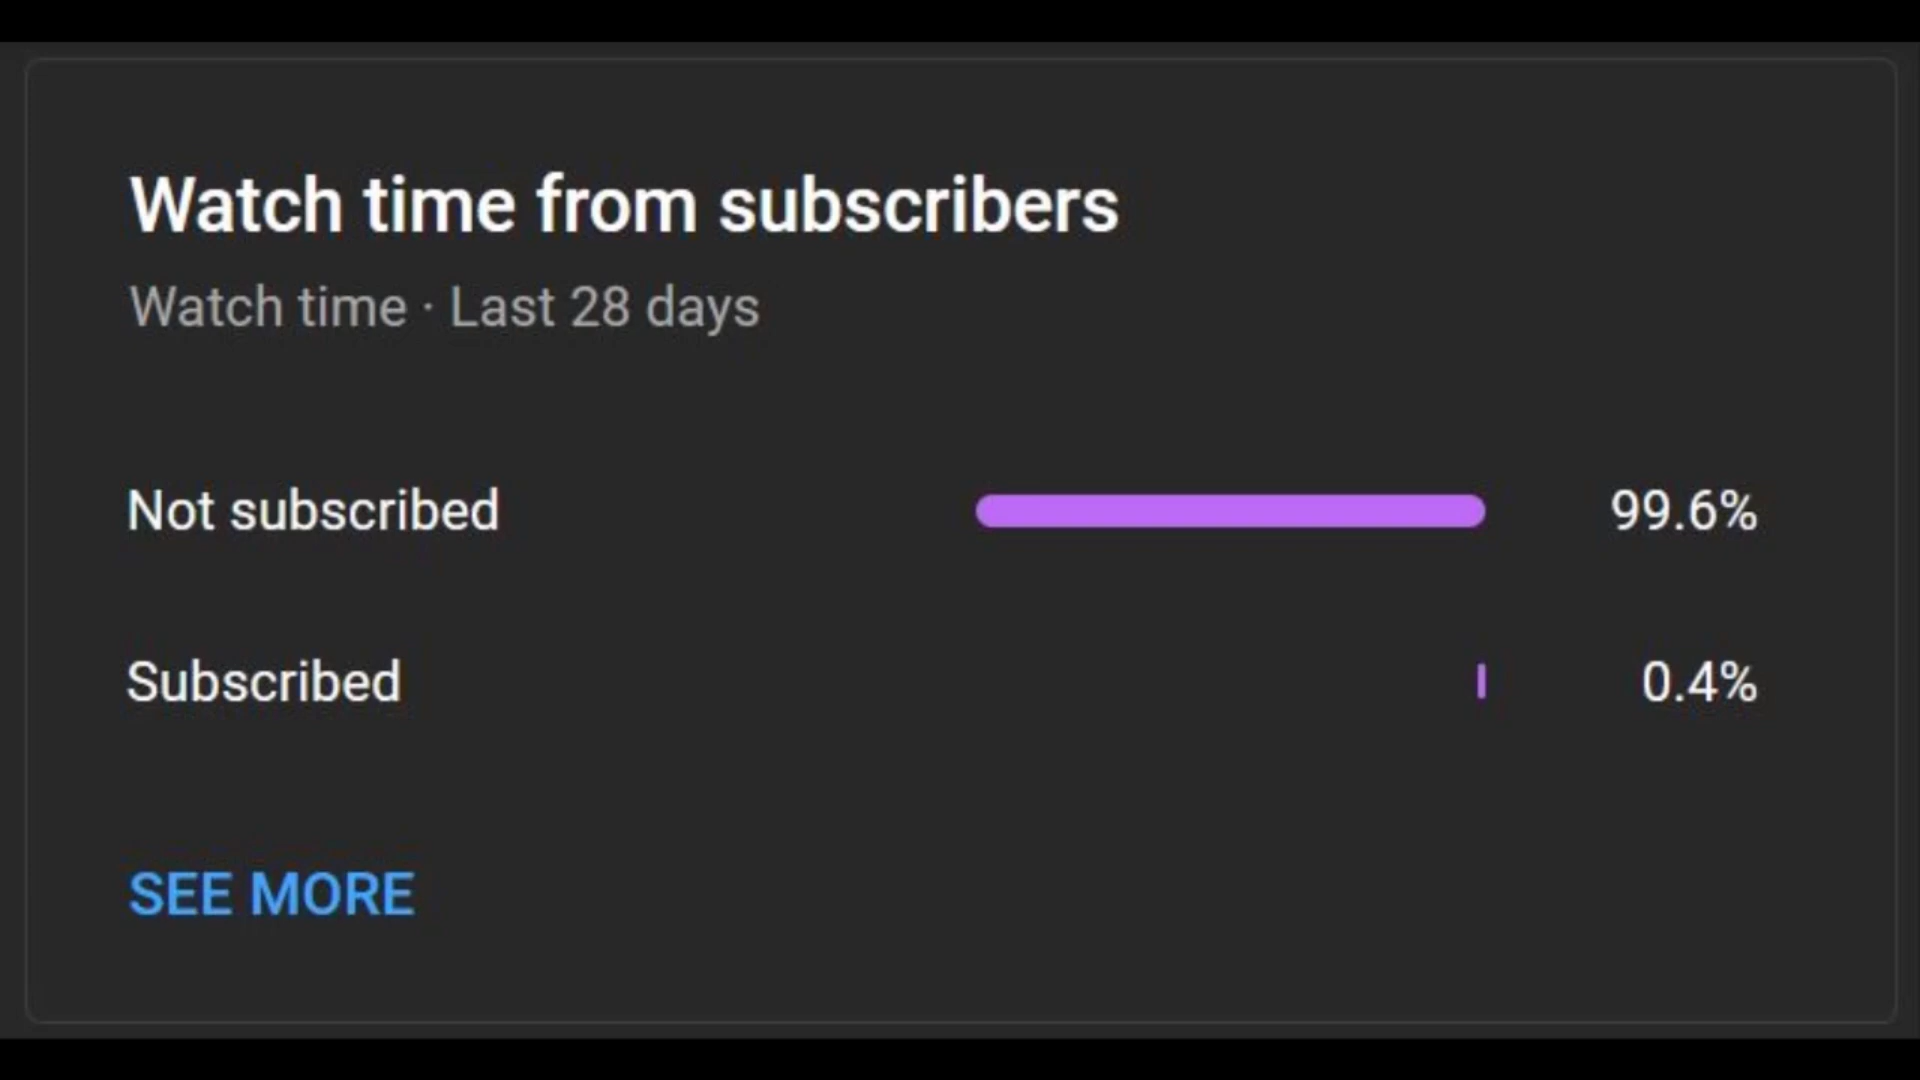 Watch time from subscribers
Watch time · Last 28 days
Not subscribed 99.6%
Subscribed 0.4%
SEE MORE